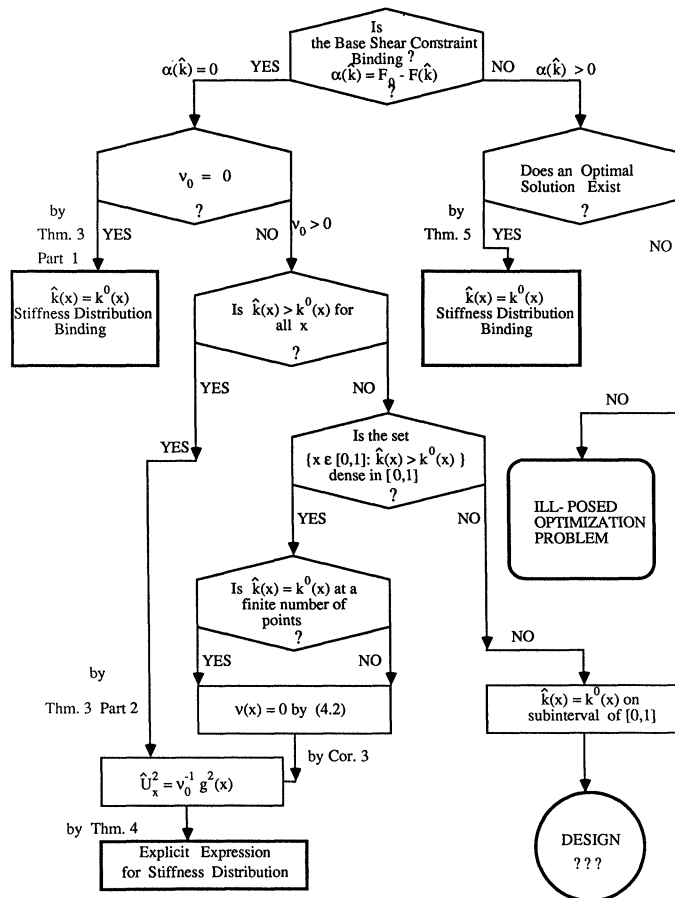 Is
the Base Shear Constraint
Binding ?
α(k̂) = F₀ - F(k̂)
?
α(k̂) = 0
YES
NO
α(k̂) > 0
ν₀ = 0
?
Does an Optimal
Solution Exist
?
by
Thm. 3
Part 1
YES
NO
ν₀ > 0
by
Thm. 5
YES
NO
k̂(x) = k⁰(x)
Stiffness Distribution
Binding
Is k̂(x) > k⁰(x) for
all x
?
k̂(x) = k⁰(x)
Stiffness Distribution
Binding
YES
NO
NO
YES
Is the set
{x ε [0,1]: k̂(x) > k⁰(x) }
dense in [0,1]
?
ILL- POSED
OPTIMIZATION
PROBLEM
YES
NO
Is k̂(x) = k⁰(x) at a
finite number of
points
?
YES
NO
NO
by
Thm. 3 Part 2
ν(x) = 0 by (4.2)
k̂(x) = k⁰(x) on
subinterval of [0,1]
by Cor. 3
Û²ₓ = ν₀⁻¹ g²(x)
by Thm. 4
Explicit Expression
for Stiffness Distribution
DESIGN
? ? ?